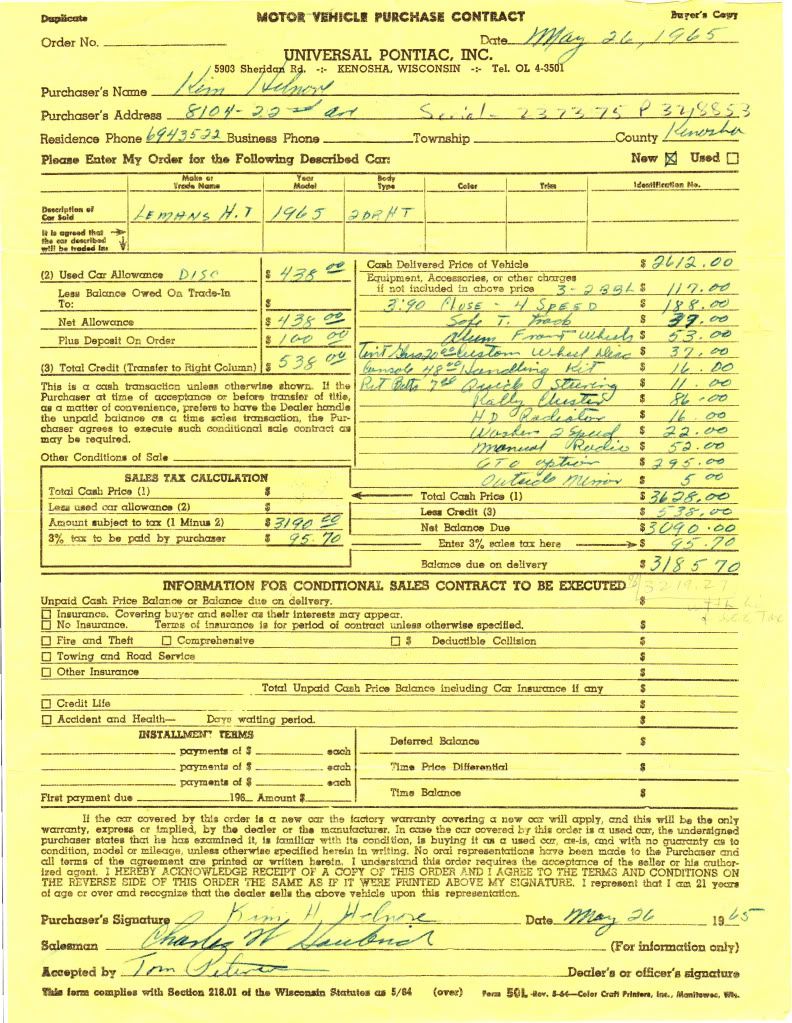 Duplicate MOTOR VEHICLE PURCHASE CONTRACT Buyer's Copy
Order No. Date May 26, 1965
UNIVERSAL PONTIAC, INC.
5903 Sheridan Rd. -:- KENOSHA, WISCONSIN -:- Tel. OL 4-3501
Purchaser's Name Kim
Purchaser's Address 8104-22nd Ave Serial - 237375 P 328853
Residence Phone 6943522 Business Phone Township County Kenosha
Please Enter My Order for the Following Described Car: New ☒ Used ☐
Make or Trade Name Year Model Body Type Color Trim Identification No.
Description of Car Sold LEMANS H.T 1965 2DR HT
It is agreed that the car described will be traded in:
(2) Used Car Allowance DISC $ 438 00
Less Balance Owed On Trade-In
To: $
Net Allowance $ 438 00
Plus Deposit On Order $ 100 00
(3) Total Credit (Transfer to Right Column) $ 538 00
This is a cash transaction unless otherwise shown. If the
Purchaser at time of acceptance or before transfer of title,
as a matter of convenience, prefers to have the Dealer handle
the unpaid balance as a time sales transaction, the Pur-
chaser agrees to execute such conditional sale contract as
may be required.
Other Conditions of Sale
Cash Delivered Price of Vehicle $ 2612.00
Equipment, Accessories, or other charges
if not included in above price 3-2BBL $ 117.00
3:90 Close - 4 SPEED $ 188.00
Safe T. Track $ 39.00
Alum Front Wheels $ 53.00
Tint Glass 20 00 Custom Wheel Disc $ 37.00
Console 48 00 Handling Kit $ 16.00
Quick Steering $ 11.00
Rally Cluster $ 86.00
HD Radiator $ 16.00
Washer 2 Speed $ 22.00
Manual Radio $ 52.00
GTO option $ 295.00
Outside Mirror $ 5 00
SALES TAX CALCULATION
Total Cash Price (1) $
Less used car allowance (2) $
Amount subject to tax (1 Minus 2) $ 3190 00
3% tax to be paid by purchaser $ 95.70
Total Cash Price (1) $ 3628.00
Less Credit (3) $ 538.00
Net Balance Due $ 3090.00
Enter 3% sales tax here $ 95.70
Balance due on delivery $ 3185 70
INFORMATION FOR CONDITIONAL SALES CONTRACT TO BE EXECUTED
Unpaid Cash Price Balance or Balance due on delivery. $
☐ Insurance. Covering buyer and seller as their interests may appear.
☐ No Insurance. Terms of insurance is for period of contract unless otherwise specified. $
☐ Fire and Theft ☐ Comprehensive ☐ $ Deductible Collision $
☐ Towing and Road Service $
☐ Other Insurance $
Total Unpaid Cash Price Balance including Car Insurance if any $
☐ Credit Life $
☐ Accident and Health— Days waiting period. $
INSTALLMENT TERMS
payments of $ each
payments of $ each
payments of $ each
First payment due 196 Amount $
Deferred Balance $
Time Price Differential $
Time Balance $
If the car covered by this order is a new car the factory warranty covering a new car will apply, and this will be the only
warranty, express or implied, by the dealer or the manufacturer. In case the car covered by this order is a used car, the undersigned
purchaser states that he has examined it, is familiar with its condition, is buying it as a used car, as-is, and with no guaranty as to
condition, model or mileage, unless otherwise specified herein in writing. No oral representations have been made to the Purchaser and
all terms of the agreement are printed or written herein. I understand this order requires the acceptance of the seller or his author-
ized agent. I HEREBY ACKNOWLEDGE RECEIPT OF A COPY OF THIS ORDER AND I AGREE TO THE TERMS AND CONDITIONS ON
THE REVERSE SIDE OF THIS ORDER THE SAME AS IF IT WERE PRINTED ABOVE MY SIGNATURE. I represent that I am 21 years
of age or over and recognize that the dealer sells the above vehicle upon this representation.
Purchaser's Signature Kim H. Date May 26 1965
Salesman Charles W (For information only)
Accepted by Tom Dealer's or officer's signature
This form complies with Section 218.01 of the Wisconsin Statutes as 5/64 (over) Form 50L-Rev. 5-64—Color Craft Printers, Inc., Manitowoc, Wis.